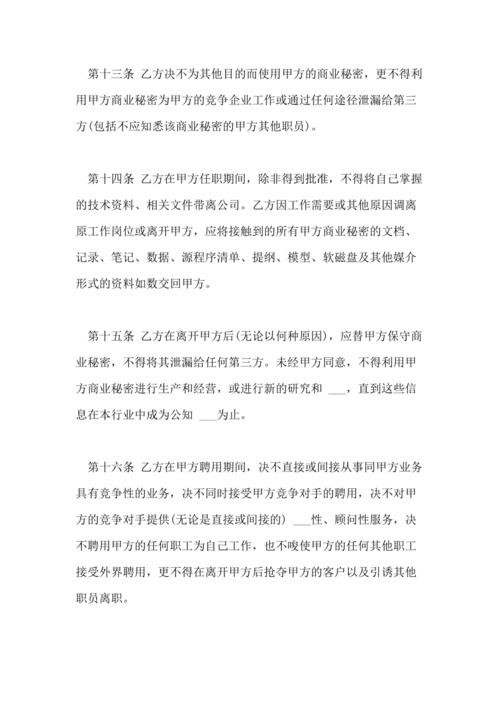 第十三条 乙方决不为其他目的而使用甲方的商业秘密，更不得利
用甲方商业秘密为甲方的竞争企业工作或通过任何途径泄漏给第三
方(包括不应知悉该商业秘密的甲方其他职员)。
第十四条 乙方在甲方任职期间，除非得到批准，不得将自己掌握
的技术资料、相关文件带离公司。乙方因工作需要或其他原因调离
原工作岗位或离开甲方，应将接触到的所有甲方商业秘密的文档、
记录、笔记、数据、源程序清单、提纲、模型、软磁盘及其他媒介
形式的资料如数交回甲方。
第十五条 乙方在离开甲方后(无论以何种原因)，应替甲方保守商
业秘密，不得将其泄漏给任何第三方。未经甲方同意，不得利用甲
方商业秘密进行生产和经营，或进行新的研究和 ___，直到这些信
息在本行业中成为公知 ___为止。
第十六条 乙方在甲方聘用期间，决不直接或间接从事同甲方业务
具有竞争性的业务，决不同时接受甲方竞争对手的聘用，决不对甲
方的竞争对手提供(无论是直接或间接的) ___性、顾问性服务，决
不聘用甲方的任何职工为自己工作，也不唆使甲方的任何其他职工
接受外界聘用，更不得在离开甲方后抢夺甲方的客户以及引诱其他
职员离职。